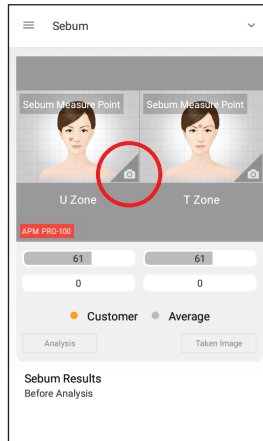 Sebum
Sebum Measure Point Sebum Measure Point
U Zone T Zone
APM PRO-100
61 61
0 0
Customer Average
Analysis Taken Image
Sebum Results
Before Analysis